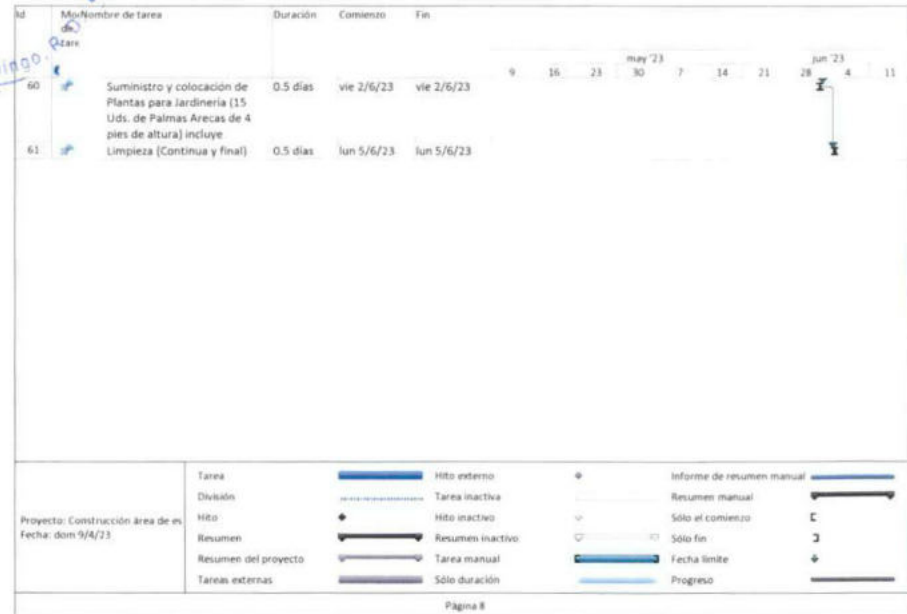 Id Mod Nombre de tarea Duración Comienzo Fin
de
tare
may '23 jun '23
9 16 23 30 7 14 21 28 4 11
60 Suministro y colocación de 0.5 días vie 2/6/23 vie 2/6/23
Plantas para Jardinería (15
Uds. de Palmas Arecas de 4
pies de altura) incluye
61 Limpieza (Continua y final) 0.5 días lun 5/6/23 lun 5/6/23
Proyecto: Construcción área de es
Fecha: dom 9/4/23
Tarea Hito externo Informe de resumen manual
División Tarea inactiva Resumen manual
Hito Hito inactivo Sólo el comienzo
Resumen Resumen inactivo Sólo fin
Resumen del proyecto Tarea manual Fecha límite
Tareas externas Sólo duración Progreso
Página 8